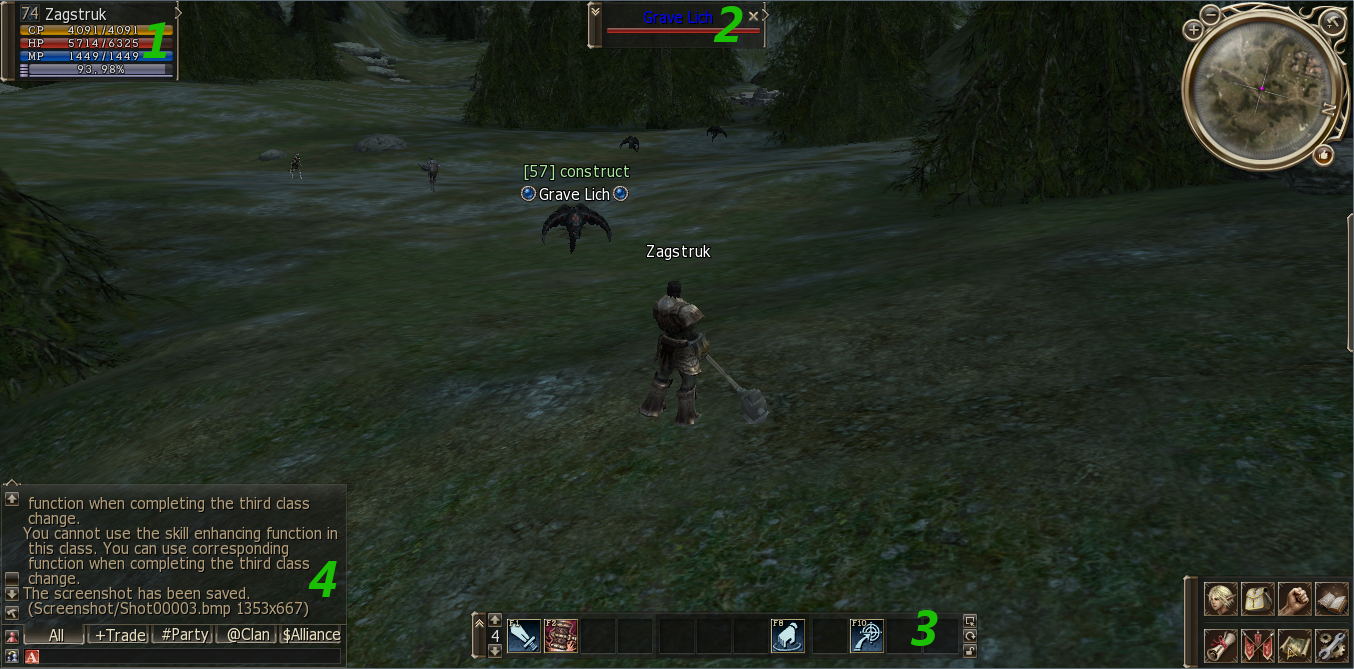 74 Zagstruk
CP 4091/4091
HP 5714/6325
MP 1449/1449
93.98%
1
Grave Lich
2
N
[57] construct
Grave Lich
Zagstruk
function when completing the third class
change.
You cannot use the skill enhancing function in
this class. You can use corresponding
function when completing the third class
change.
The screenshot has been saved.
(Screenshot/Shot00003.bmp 1353x667)
4
All +Trade #Party @Clan $Alliance
A
4
F1 F2 F8 F10
3